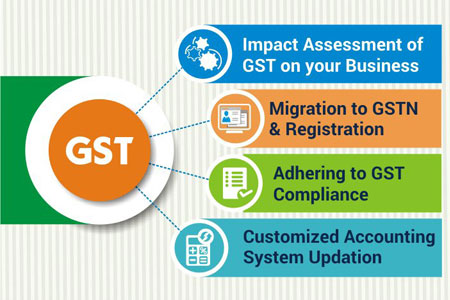 GST
Impact Assessment of
GST on your Business
Migration to GSTN
& Registration
Adhering to GST
Compliance
Customized Accounting
System Updation